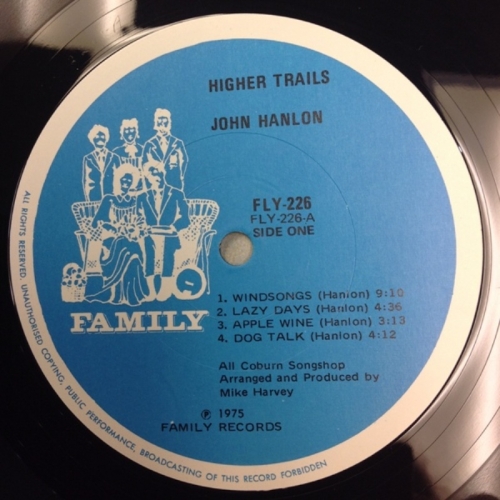 HIGHER TRAILS
JOHN HANLON
FLY-226
FLY-226-A
SIDE ONE
FAMILY
1. WINDSONGS (Hanlon) 9:10
2. LAZY DAYS (Hanlon) 4:36
3. APPLE WINE (Hanlon) 3:13
4. DOG TALK (Hanlon) 4:12
All Coburn Songshop
Arranged and Produced by
Mike Harvey
℗ 1975
FAMILY RECORDS
ALL RIGHTS RESERVED. UNAUTHORISED COPYING, PUBLIC PERFORMANCE, BROADCASTING OF THIS RECORD FORBIDDEN